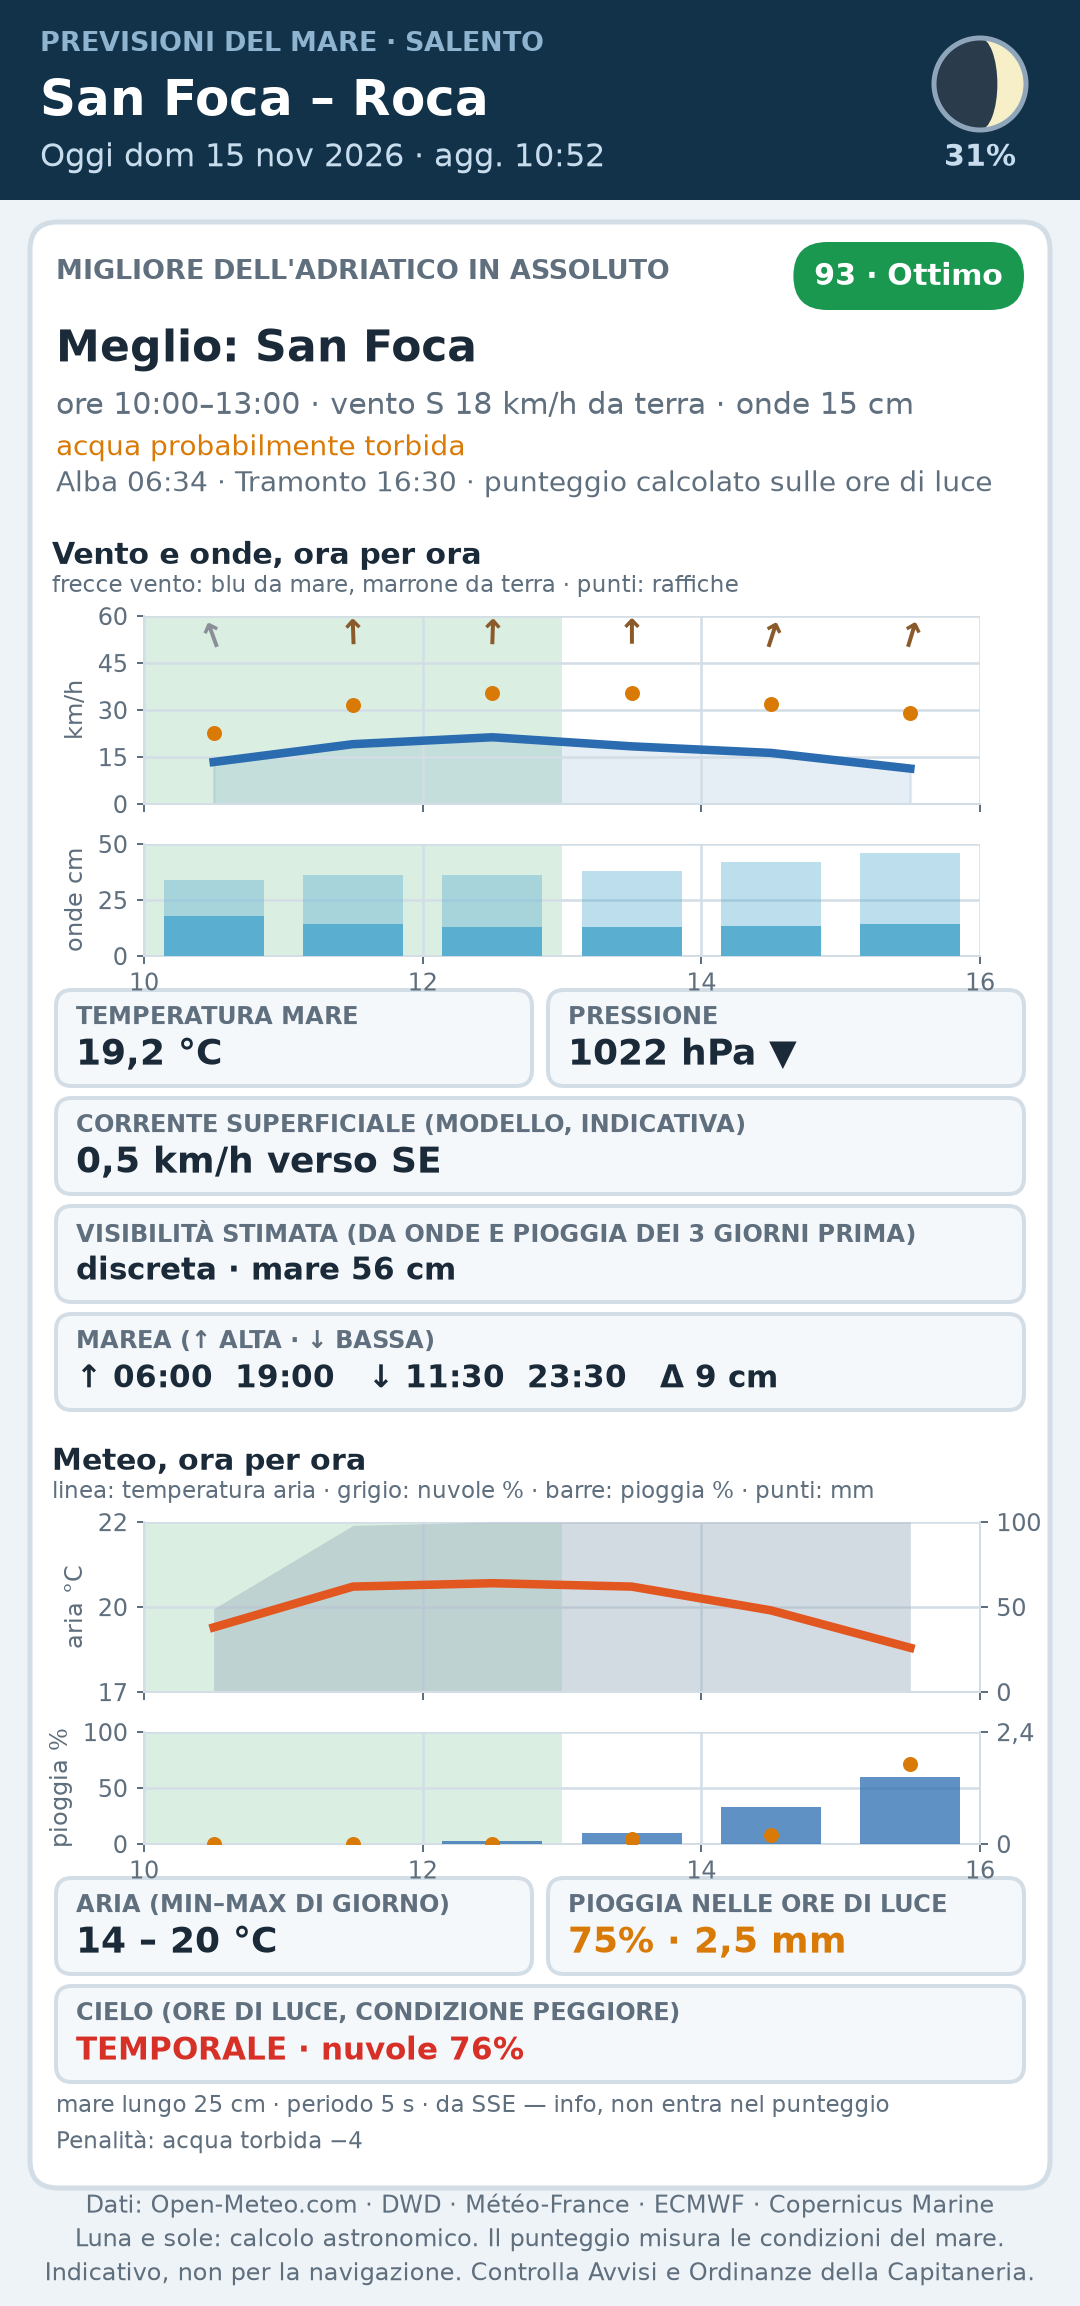 PREVISIONI DEL MARE · SALENTO
San Foca – Roca
Oggi dom 15 nov 2026 · agg. 10:52
31%
MIGLIORE DELL'ADRIATICO IN ASSOLUTO
93 · Ottimo
Meglio: San Foca
ore 10:00–13:00 · vento S 18 km/h da terra · onde 15 cm
acqua probabilmente torbida
Alba 06:34 · Tramonto 16:30 · punteggio calcolato sulle ore di luce
Vento e onde, ora per ora
frecce vento: blu da mare, marrone da terra · punti: raffiche
60
45
30
15
0
km/h
50
25
0
onde cm
10 12 14 16
TEMPERATURA MARE
19,2 °C
PRESSIONE
1022 hPa ▼
CORRENTE SUPERFICIALE (MODELLO, INDICATIVA)
0,5 km/h verso SE
VISIBILITÀ STIMATA (DA ONDE E PIOGGIA DEI 3 GIORNI PRIMA)
discreta · mare 56 cm
MAREA (↑ ALTA · ↓ BASSA)
↑ 06:00 19:00 ↓ 11:30 23:30 Δ 9 cm
Meteo, ora per ora
linea: temperatura aria · grigio: nuvole % · barre: pioggia % · punti: mm
22
20
17
aria °C
100
50
0
100
50
0
pioggia %
2,4
0
10 12 14 16
ARIA (MIN–MAX DI GIORNO)
14 – 20 °C
PIOGGIA NELLE ORE DI LUCE
75% · 2,5 mm
CIELO (ORE DI LUCE, CONDIZIONE PEGGIORE)
TEMPORALE · nuvole 76%
mare lungo 25 cm · periodo 5 s · da SSE — info, non entra nel punteggio
Penalità: acqua torbida −4
Dati: Open-Meteo.com · DWD · Météo-France · ECMWF · Copernicus Marine
Luna e sole: calcolo astronomico. Il punteggio misura le condizioni del mare.
Indicativo, non per la navigazione. Controlla Avvisi e Ordinanze della Capitaneria.